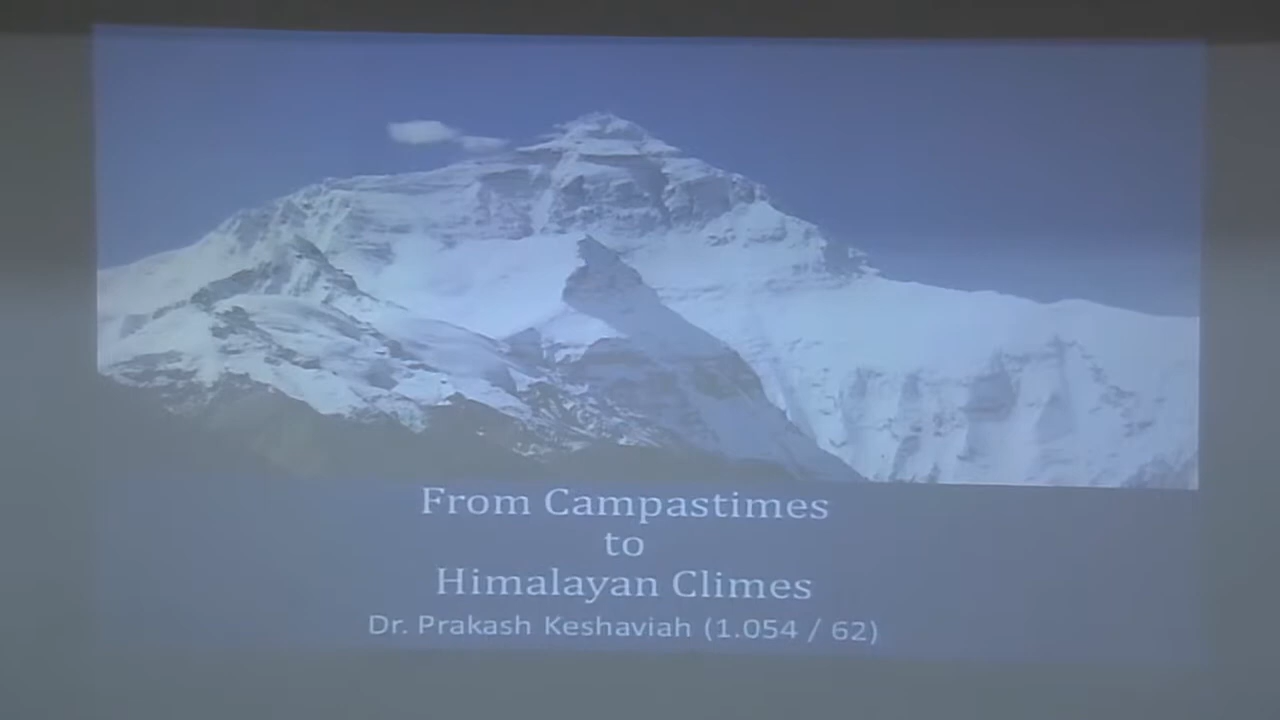 From Campastimes
to
Himalayan Climes
Dr. Prakash Keshaviah (1.054 / 62)